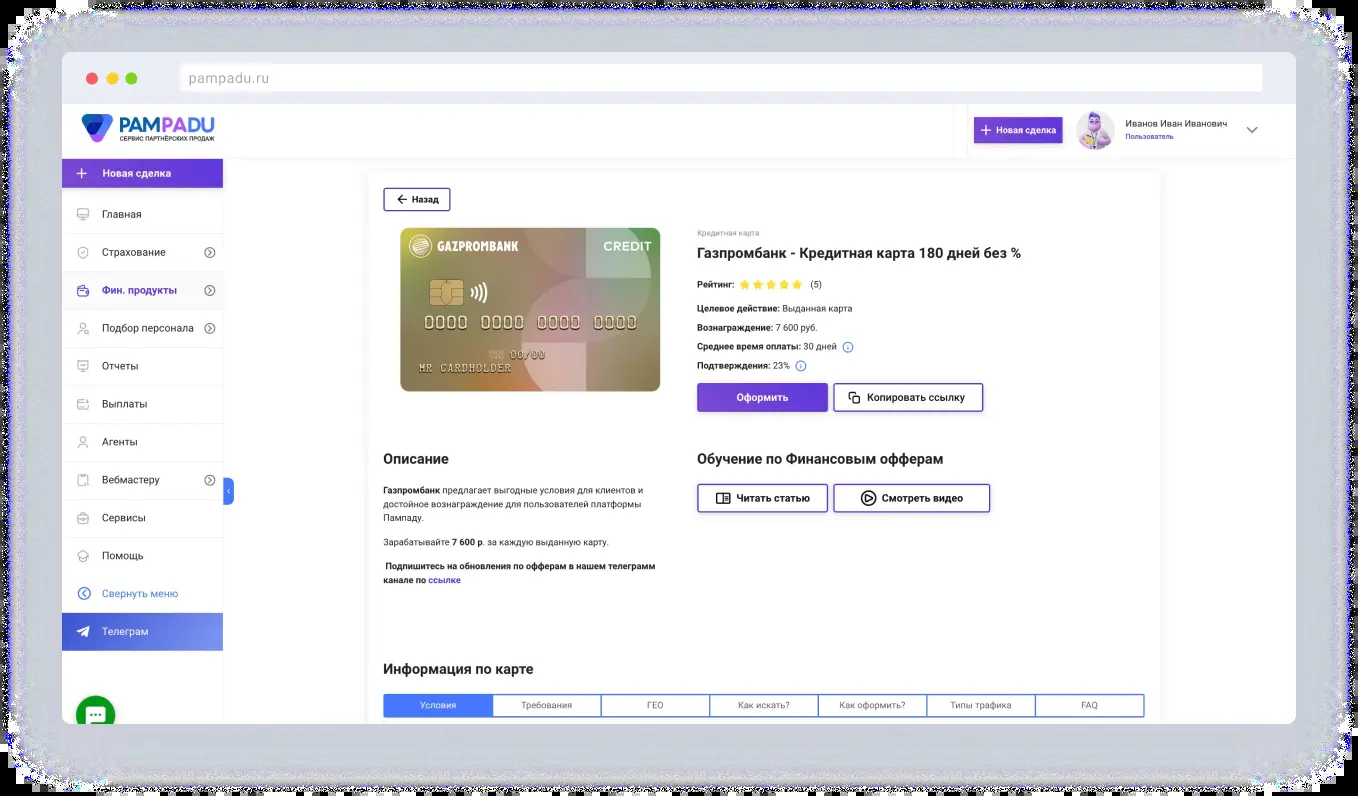 pampadu.ru
PAMPADU
СЕРВИС ПАРТНЁРСКИХ ПРОДАЖ
Новая сделка
Иванов Иван Иванович
Пользователь
Новая сделка
Главная
Страхование
Фин. продукты
Подбор персонала
Отчеты
Выплаты
Агенты
Вебмастеру
Сервисы
Помощь
Свернуть меню
Телеграм
Назад
GAZPROMBANK
CREDIT
0000 0000 0000 0000
VALID THRU 00/00
MR CARDHOLDER
Кредитная карта
Газпромбанк - Кредитная карта 180 дней без %
Рейтинг: (5)
Целевое действие: Выданная карта
Вознаграждение: 7 600 руб.
Среднее время оплаты: 30 дней
Подтверждения: 23%
Оформить
Копировать ссылку
Описание
Газпромбанк предлагает выгодные условия для клиентов и
достойное вознаграждение для пользователей платформы
Пампаду.
Зарабатывайте 7 600 р. за каждую выданную карту.
Подпишитесь на обновления по офферам в нашем телеграмм
канале по ссылке
Обучение по Финансовым офферам
Читать статью
Смотреть видео
Информация по карте
Условия
Требования
ГЕО
Как искать?
Как оформить?
Типы трафика
FAQ